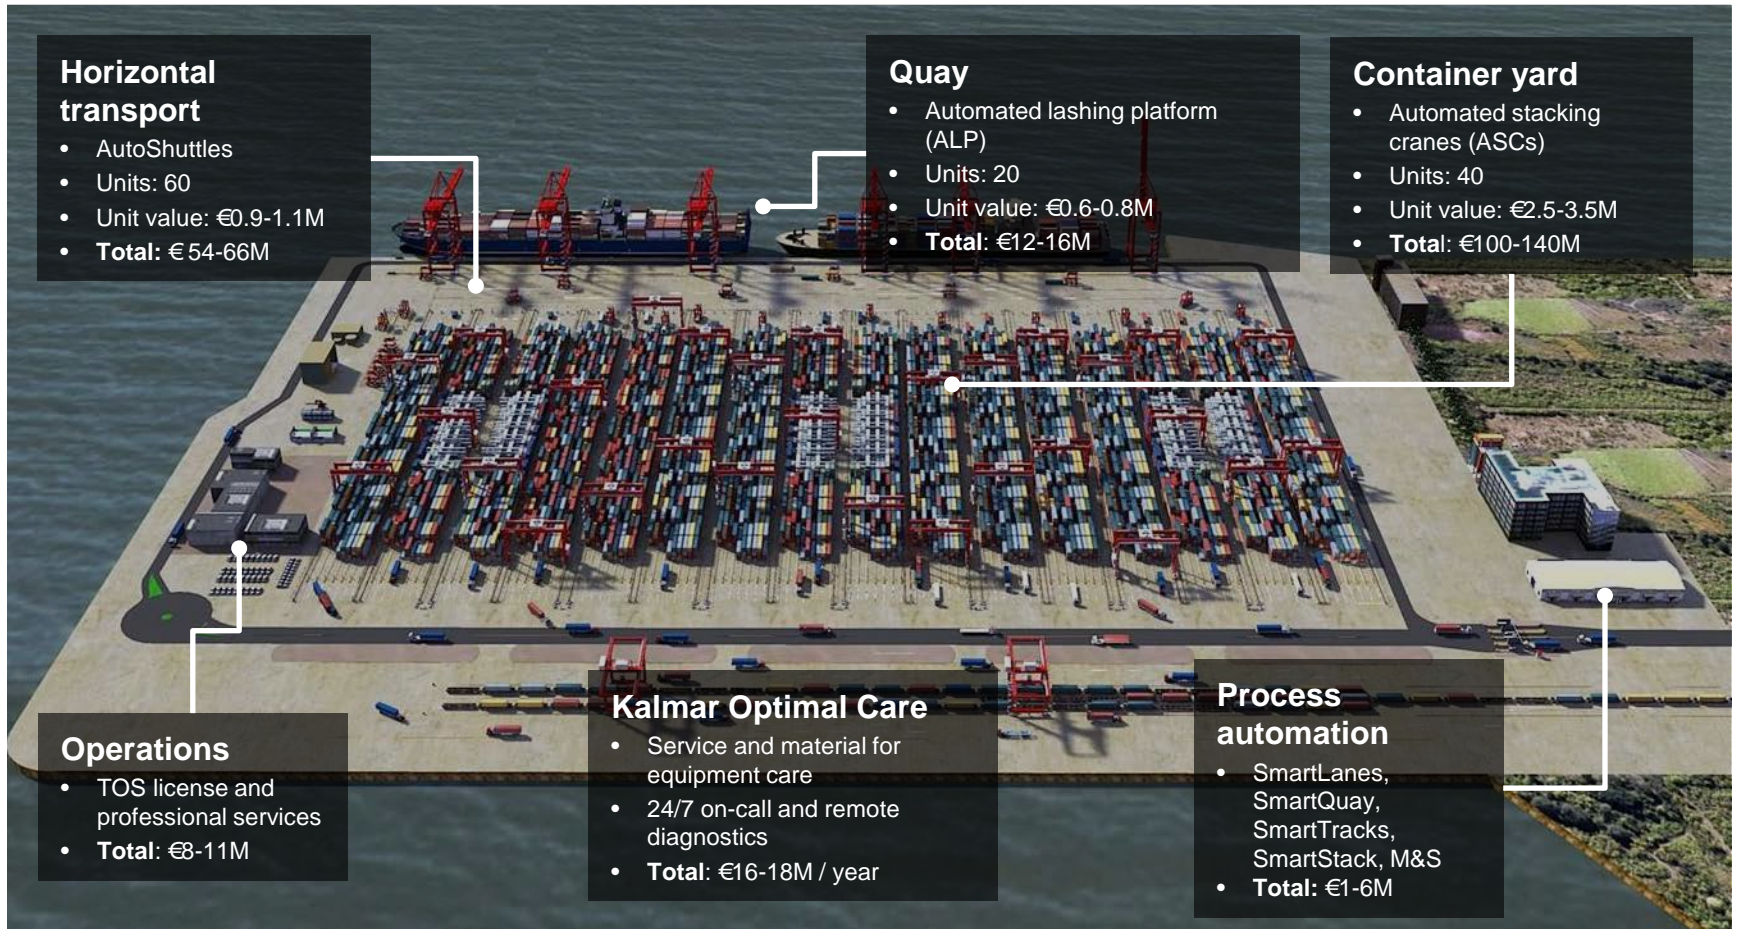 Horizontal
transport
• AutoShuttles
• Units: 60
• Unit value: €0.9-1.1M
• Total: € 54-66M
Quay
• Automated lashing platform
(ALP)
• Units: 20
• Unit value: €0.6-0.8M
• Total: €12-16M
Container yard
• Automated stacking
cranes (ASCs)
• Units: 40
• Unit value: €2.5-3.5M
• Total: €100-140M
Operations
• TOS license and
professional services
• Total: €8-11M
Kalmar Optimal Care
• Service and material for
equipment care
• 24/7 on-call and remote
diagnostics
• Total: €16-18M / year
Process
automation
• SmartLanes,
SmartQuay,
SmartTracks,
SmartStack, M&S
• Total: €1-6M